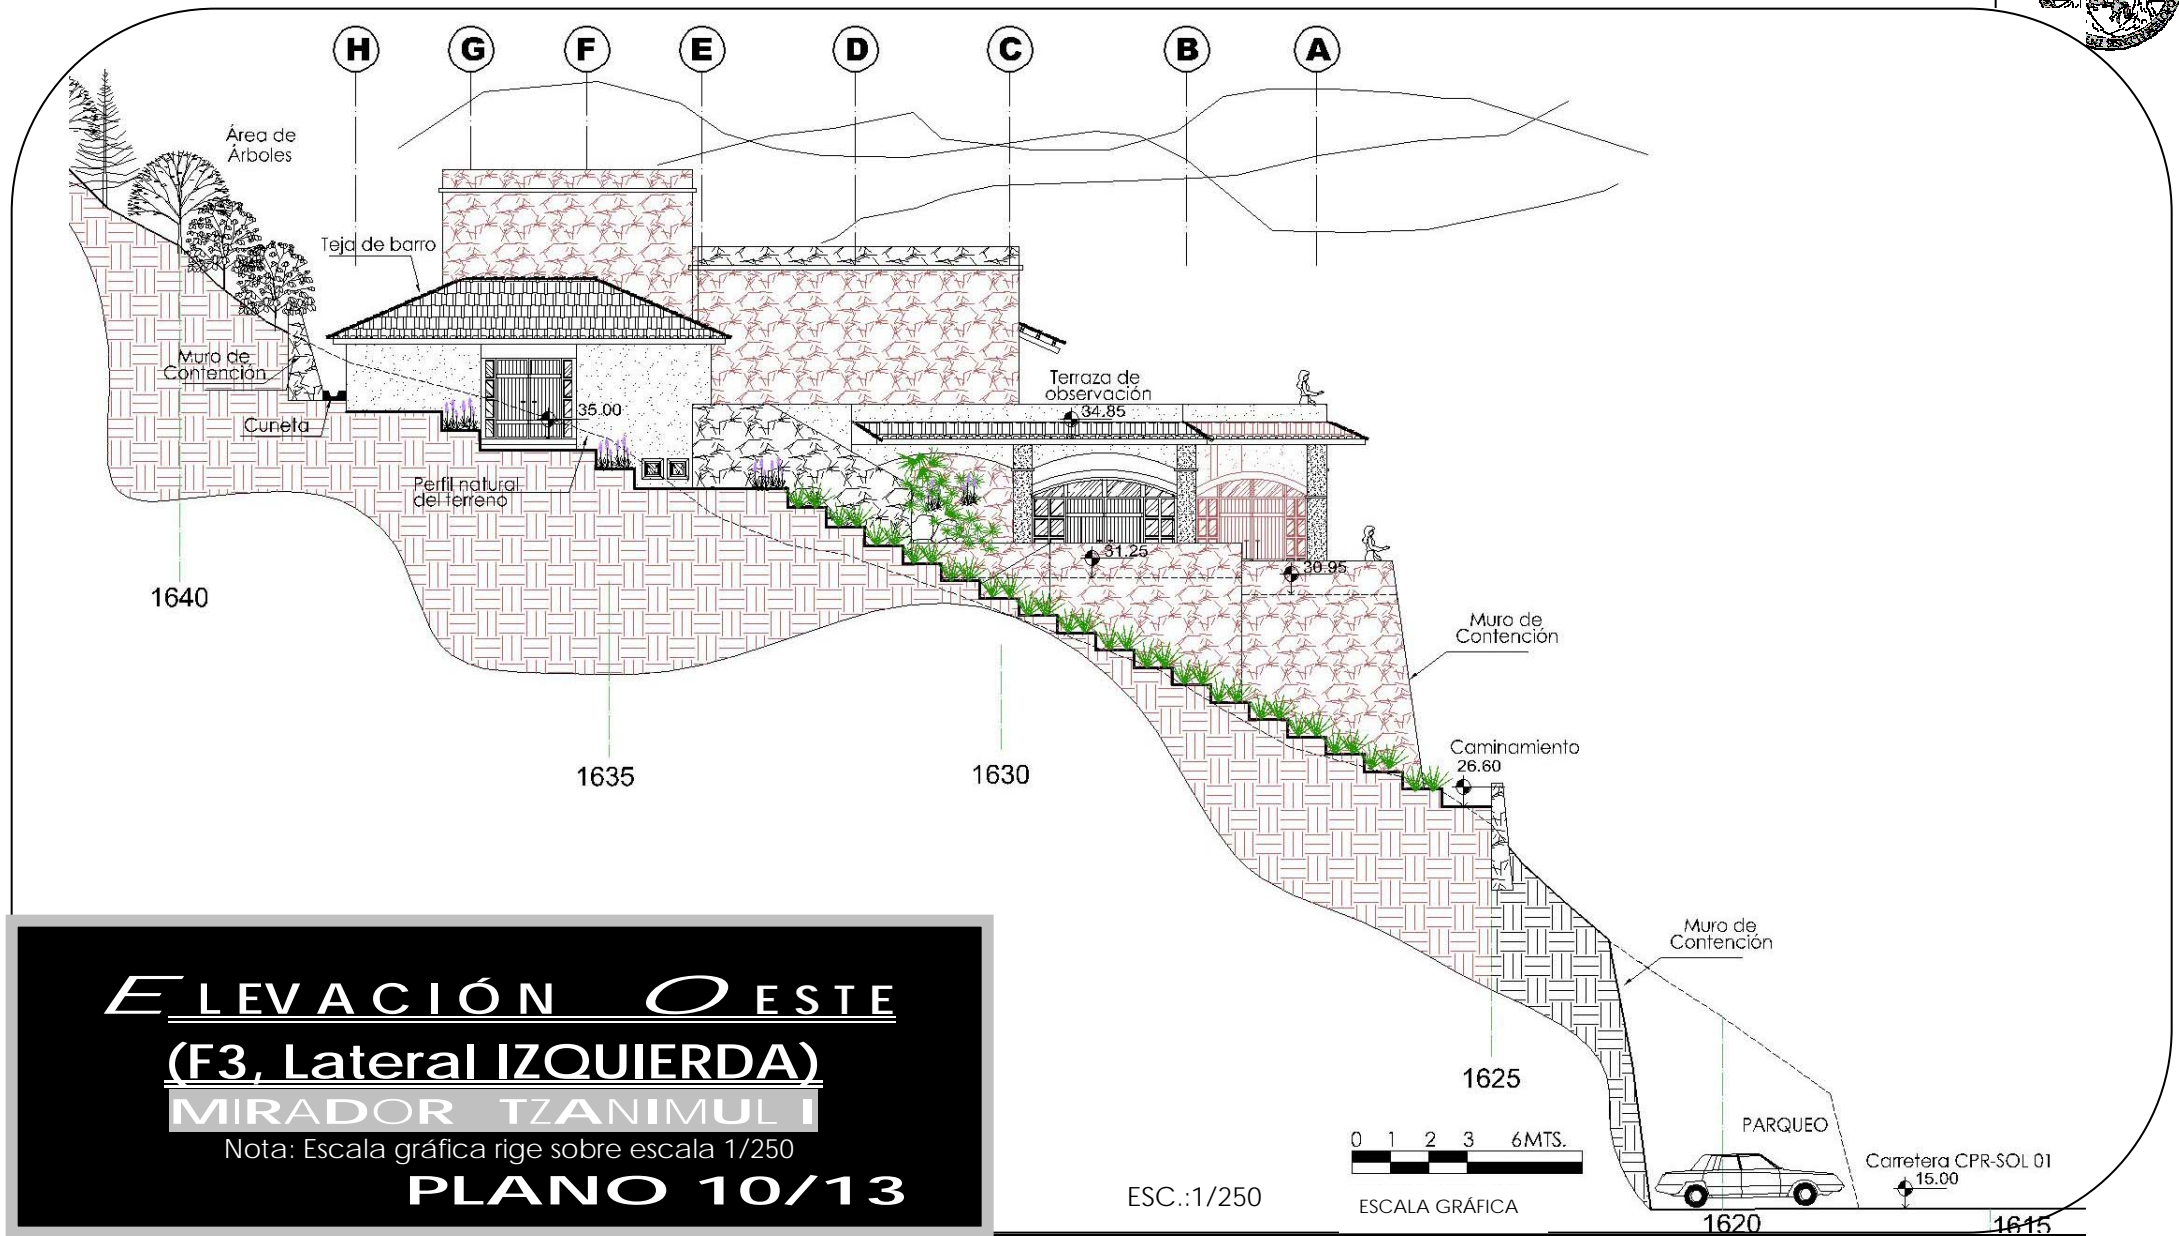 H G F E D C B A
Área de
Árboles
Teja de barro
Muro de
Contención
Cuneta
35.00
Perfil natural
del terreno
Terraza de
observación
34.85
31.25
30.95
Muro de
Contención
Caminamiento
26.60
1640
1635
1630
1625
Muro de
Contención
PARQUEO
Carretera CPR-SOL 01
15.00
1620
1615
0 1 2 3 6MTS.
ESC.:1/250
ESCALA GRÁFICA
ELEVACIÓN OESTE
(F3, Lateral IZQUIERDA)
MIRADOR TZANIMUL I
Nota: Escala gráfica rige sobre escala 1/250
PLANO 10/13